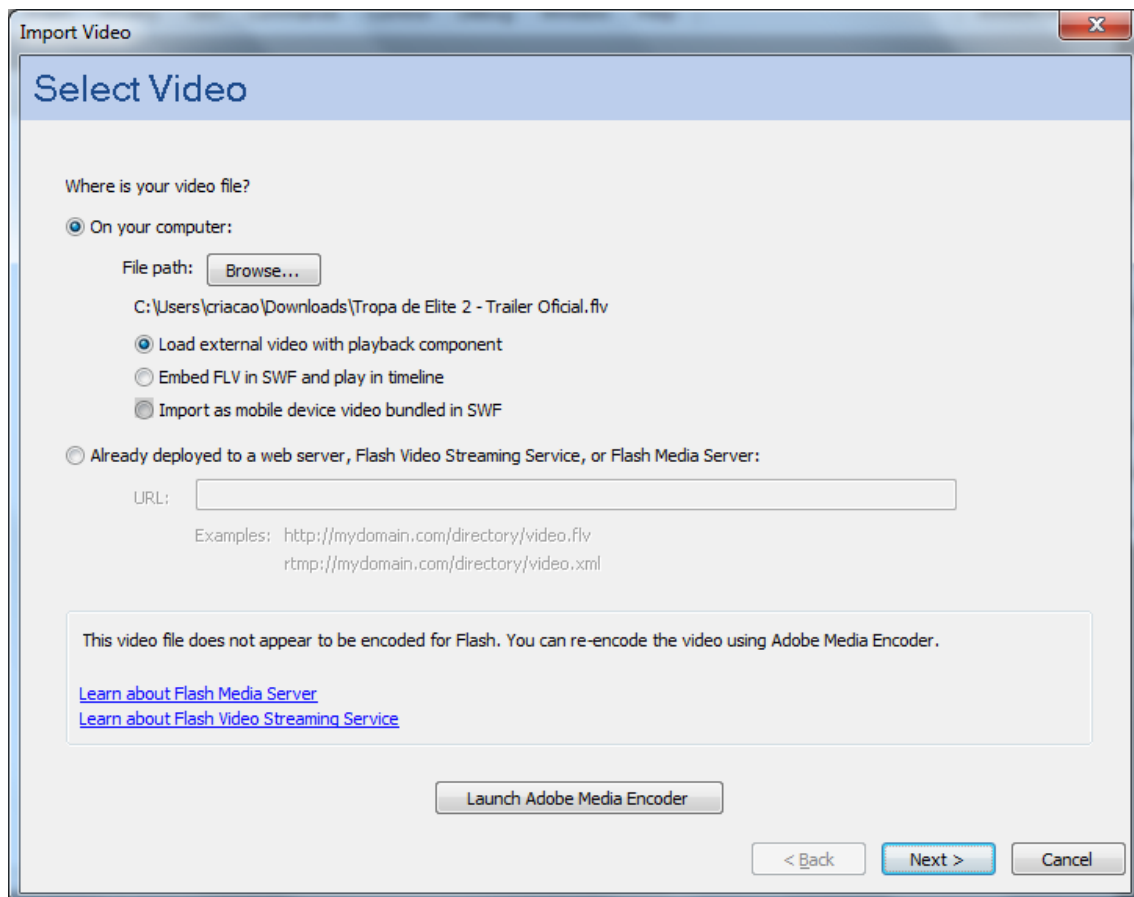 Import Video
Select Video
Where is your video file?
On your computer:
File path: Browse...
C:\Users\criacao\Downloads\Tropa de Elite 2 - Trailer Oficial.flv
Load external video with playback component
Embed FLV in SWF and play in timeline
Import as mobile device video bundled in SWF
Already deployed to a web server, Flash Video Streaming Service, or Flash Media Server:
URL:
Examples: http://mydomain.com/directory/video.flv
rtmp://mydomain.com/directory/video.xml
This video file does not appear to be encoded for Flash. You can re-encode the video using Adobe Media Encoder.
Learn about Flash Media Server
Learn about Flash Video Streaming Service
Launch Adobe Media Encoder
< Back Next > Cancel